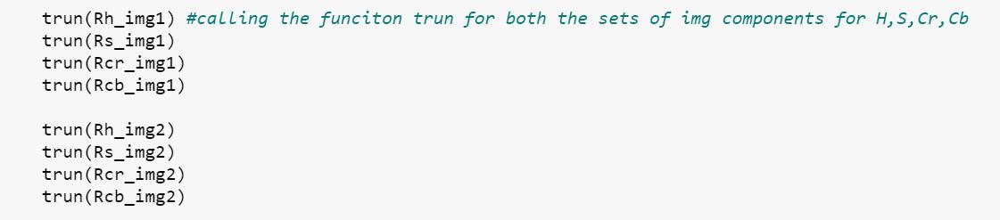 trun(Rh_img1) #calling the funciton trun for both the sets of img components for H,S,Cr,Cb
trun(Rs_img1)
trun(Rcr_img1)
trun(Rcb_img1)
trun(Rh_img2)
trun(Rs_img2)
trun(Rcr_img2)
trun(Rcb_img2)